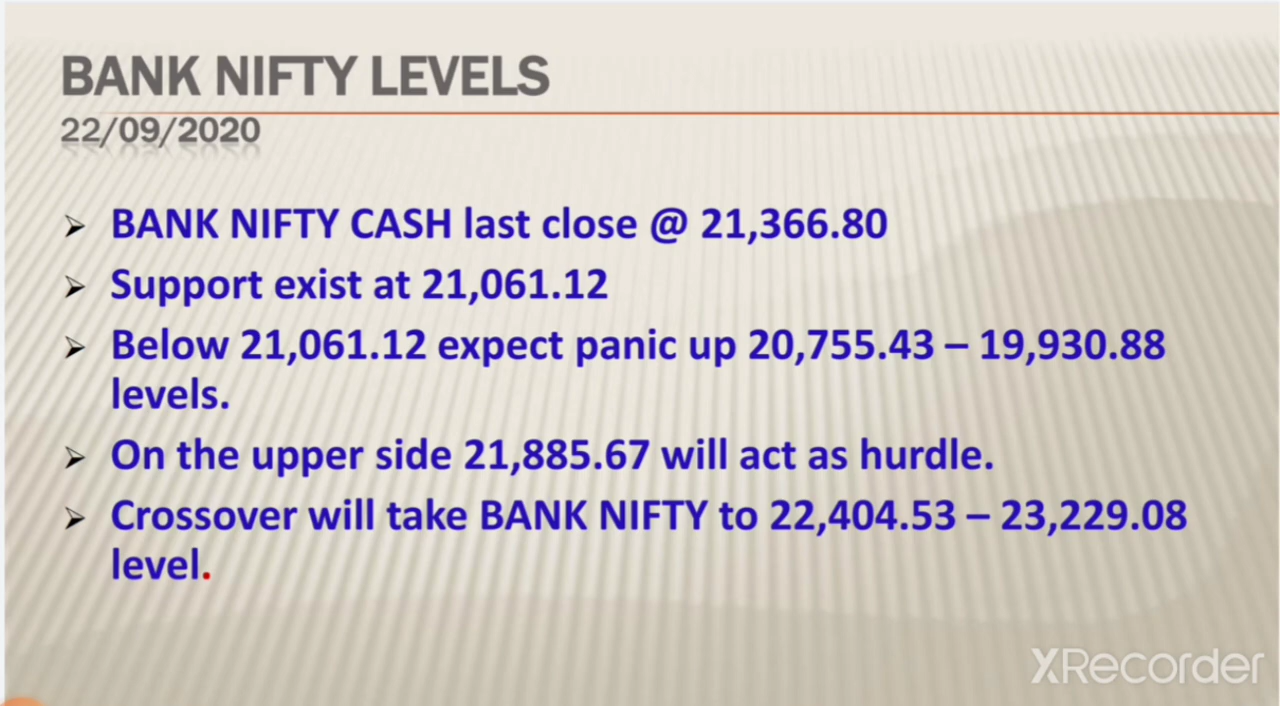 BANK NIFTY LEVELS
22/09/2020
➢ BANK NIFTY CASH last close @ 21,366.80
➢ Support exist at 21,061.12
➢ Below 21,061.12 expect panic up 20,755.43 – 19,930.88
levels.
➢ On the upper side 21,885.67 will act as hurdle.
➢ Crossover will take BANK NIFTY to 22,404.53 – 23,229.08
level.
XRecorder